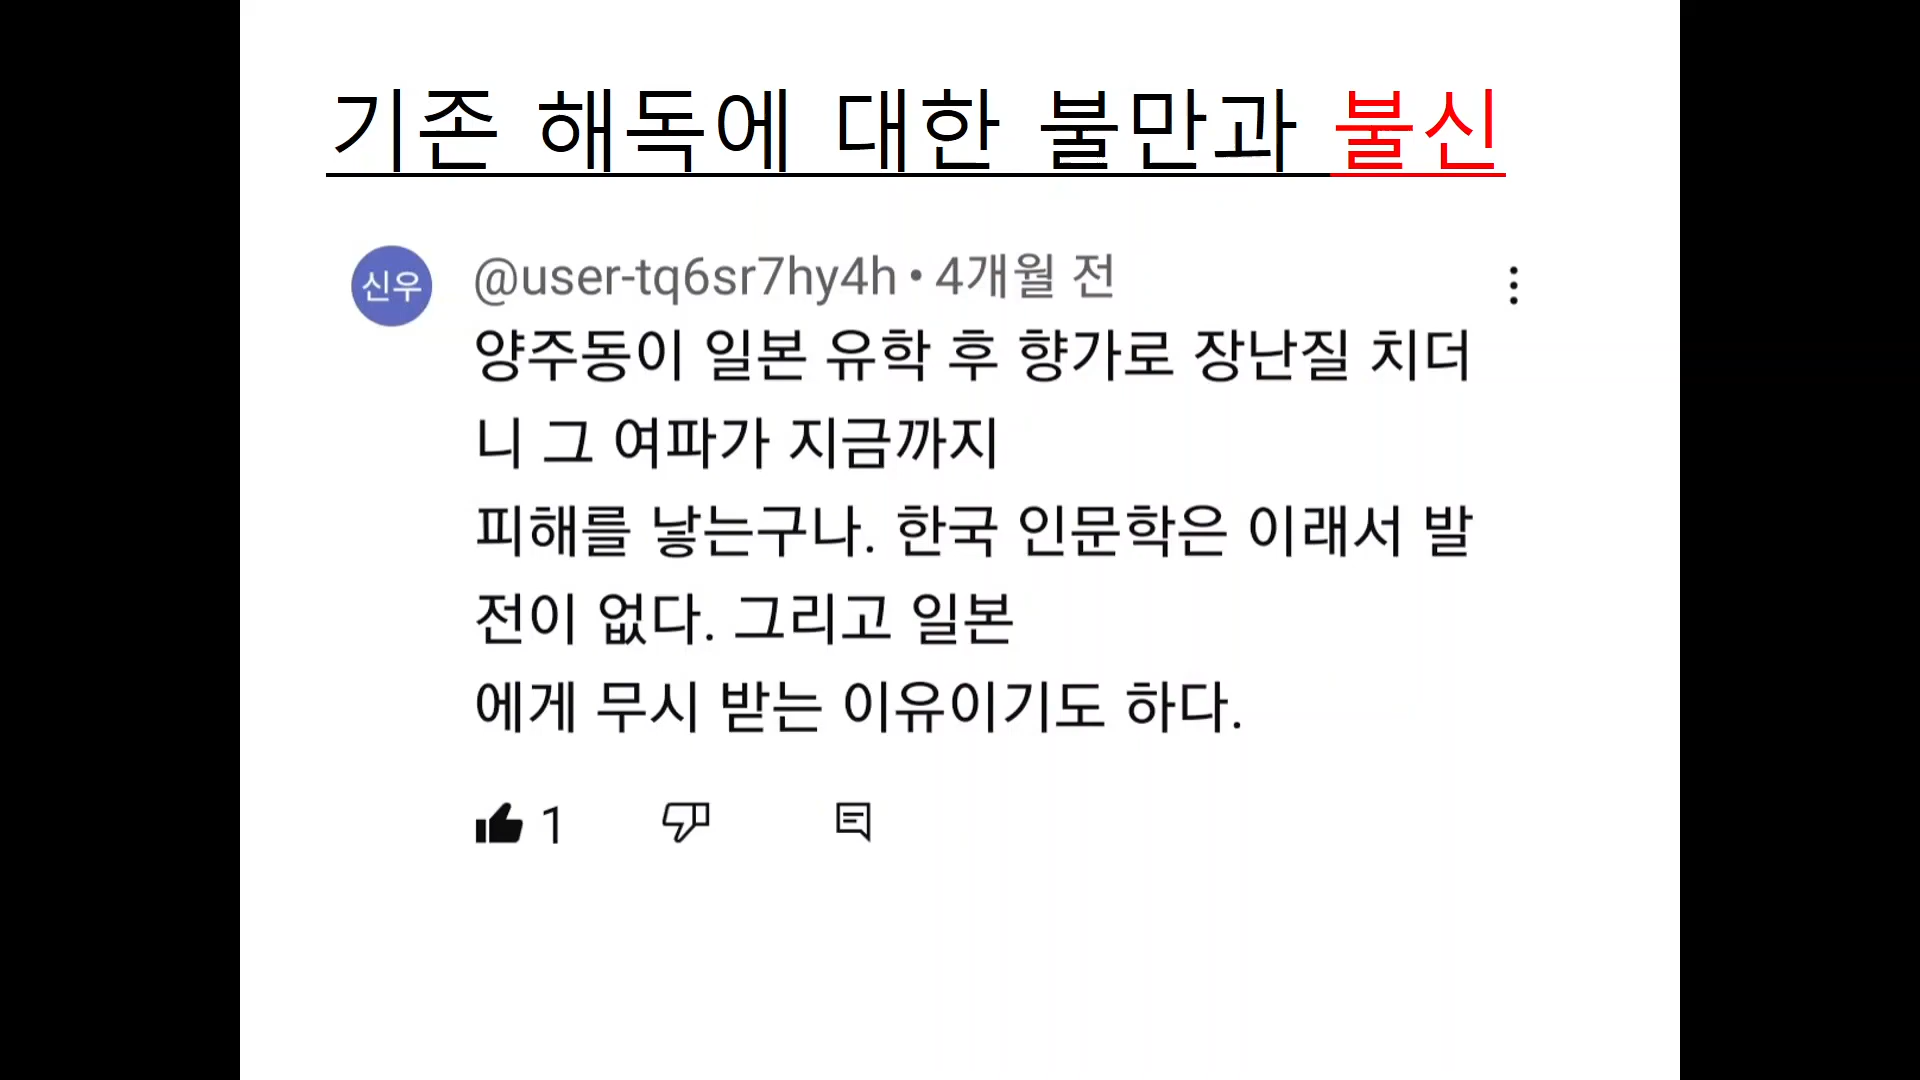 기존 해독에 대한 불만과 불신
신우
@user-tq6sr7hy4h • 4개월 전
양주동이 일본 유학 후 향가로 장난질 치더
니 그 여파가 지금까지
피해를 낳는구나. 한국 인문학은 이래서 발
전이 없다. 그리고 일본
에게 무시 받는 이유이기도 하다.
1